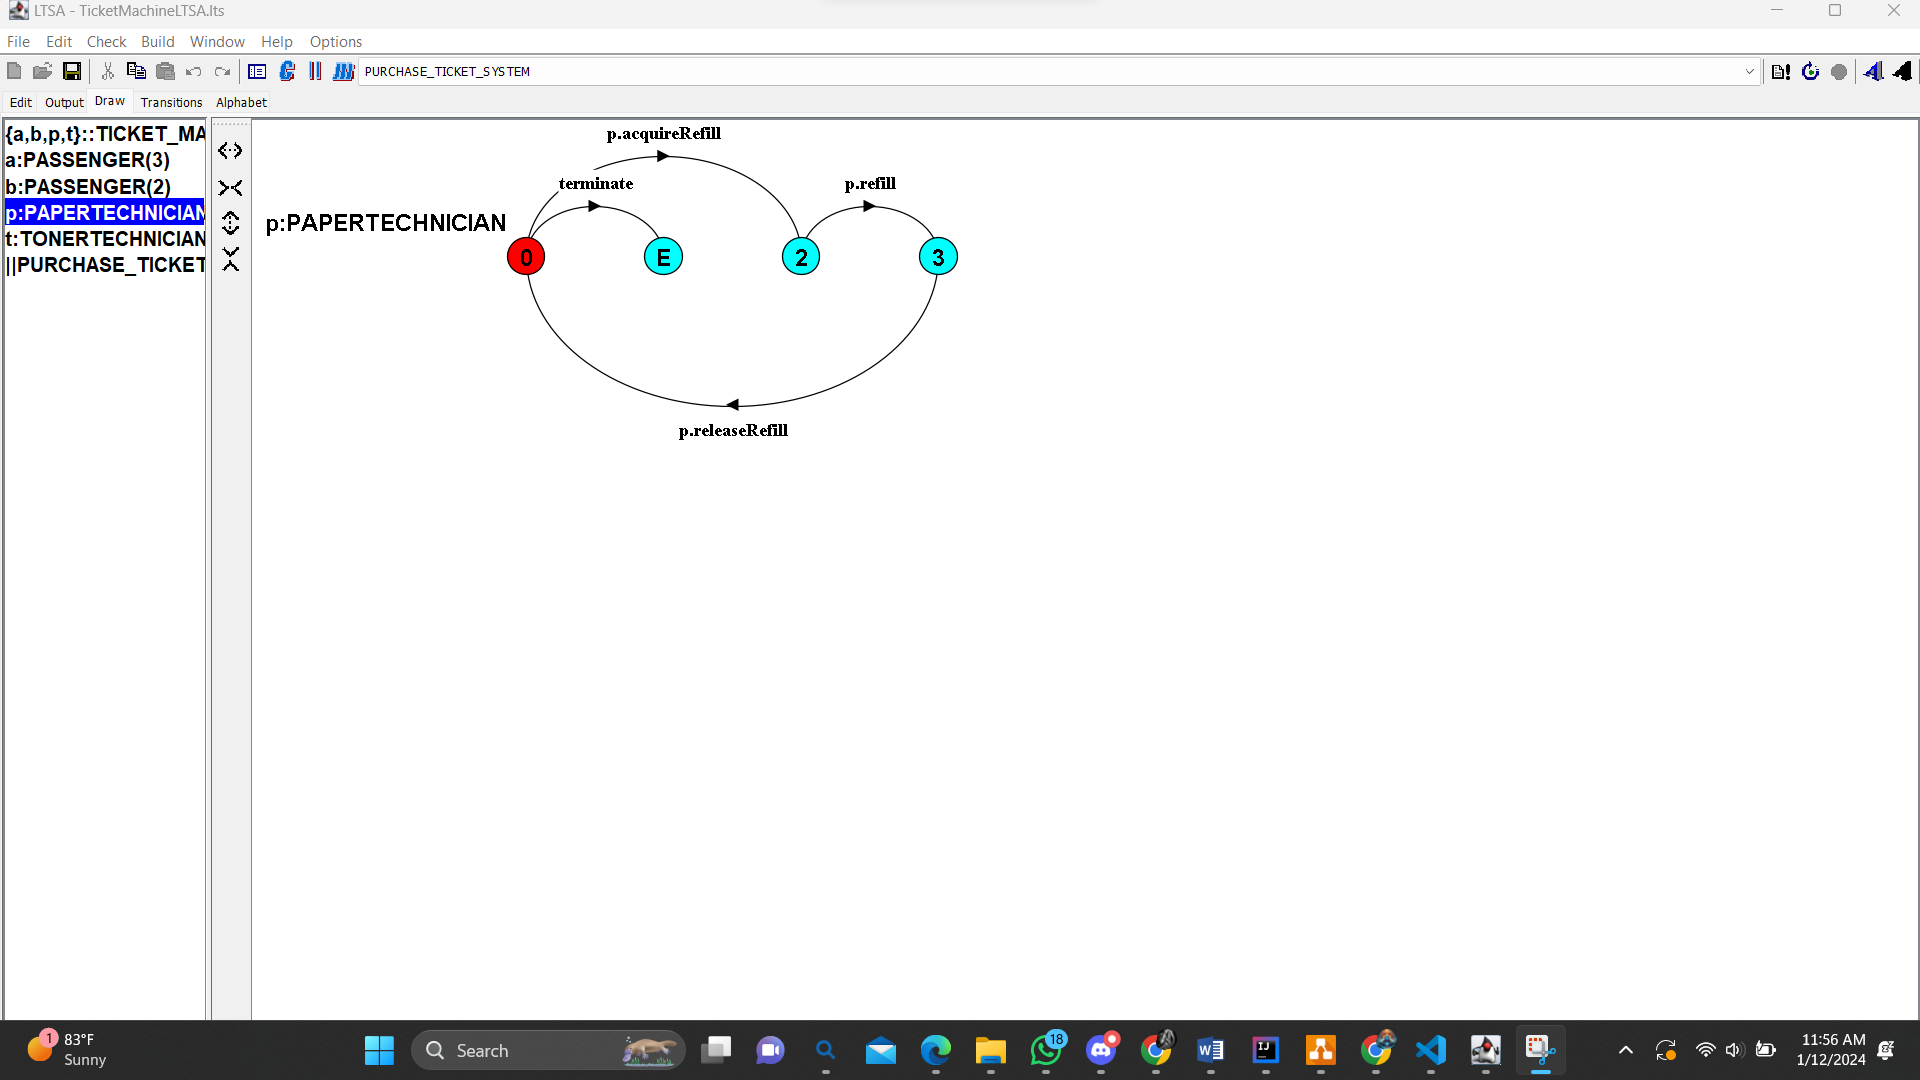 LTSA - TicketMachineLTSA.lts
File Edit Check Build Window Help Options
PURCHASE_TICKET_SYSTEM
Edit Output Draw Transitions Alphabet
{a,b,p,t}::TICKET_MA
a:PASSENGER(3)
b:PASSENGER(2)
p:PAPERTECHNICIAN
t:TONERTECHNICIAN
||PURCHASE_TICKET
p.acquireRefill
terminate
p.refill
p:PAPERTECHNICIAN
0 E 2 3
p.releaseRefill
1
83°F
Sunny
Search
18
11:56 AM
1/12/2024